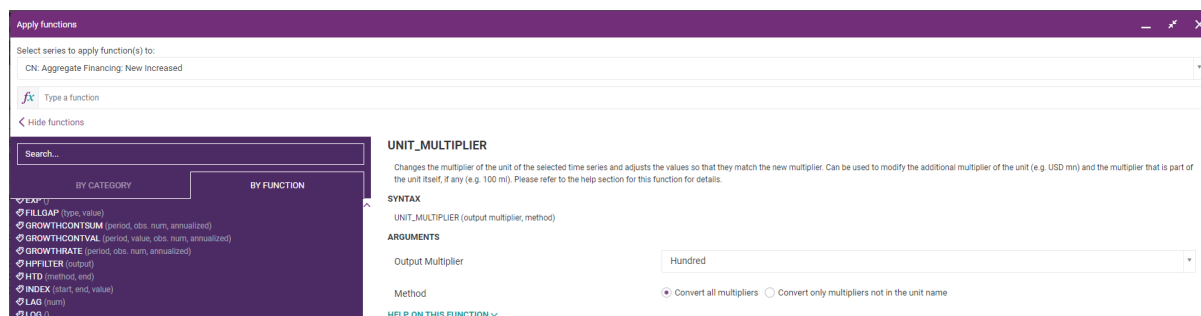 Apply functions
Select series to apply function(s) to:
CN: Aggregate Financing: New Increased
fx Type a function
Hide functions
Search...
BY CATEGORY
BY FUNCTION
EXP ()
FILLGAP (type, value)
GROWTHCONTSUM (period, obs. num, annualized)
GROWTHCONTVAL (period, value, obs. num, annualized)
GROWTHRATE (period, obs. num, annualized)
HPFILTER (output)
HTD (method, end)
INDEX (start, end, value)
LAG (num)
LOG ()
UNIT_MULTIPLIER
Changes the multiplier of the unit of the selected time series and adjusts the values so that they match the new multiplier. Can be used to modify the additional multiplier of the unit (e.g. USD mn) and the multiplier that is part of
the unit itself, if any (e.g. 100 ml). Please refer to the help section for this function for details.
SYNTAX
UNIT_MULTIPLIER (output multiplier, method)
ARGUMENTS
Output Multiplier
Hundred
Method
Convert all multipliers
Convert only multipliers not in the unit name
HELP ON THIS FUNCTION